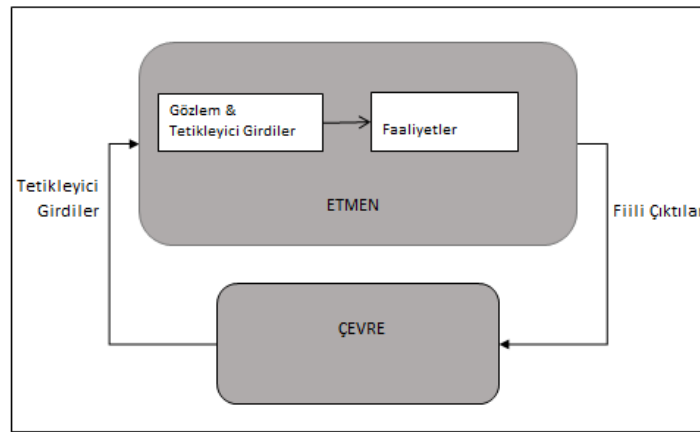 Gözlem &
Tetikleyici Girdiler
Faaliyetler
ETMEN
Tetikleyici
Girdiler
Fiili Çıktılar
ÇEVRE